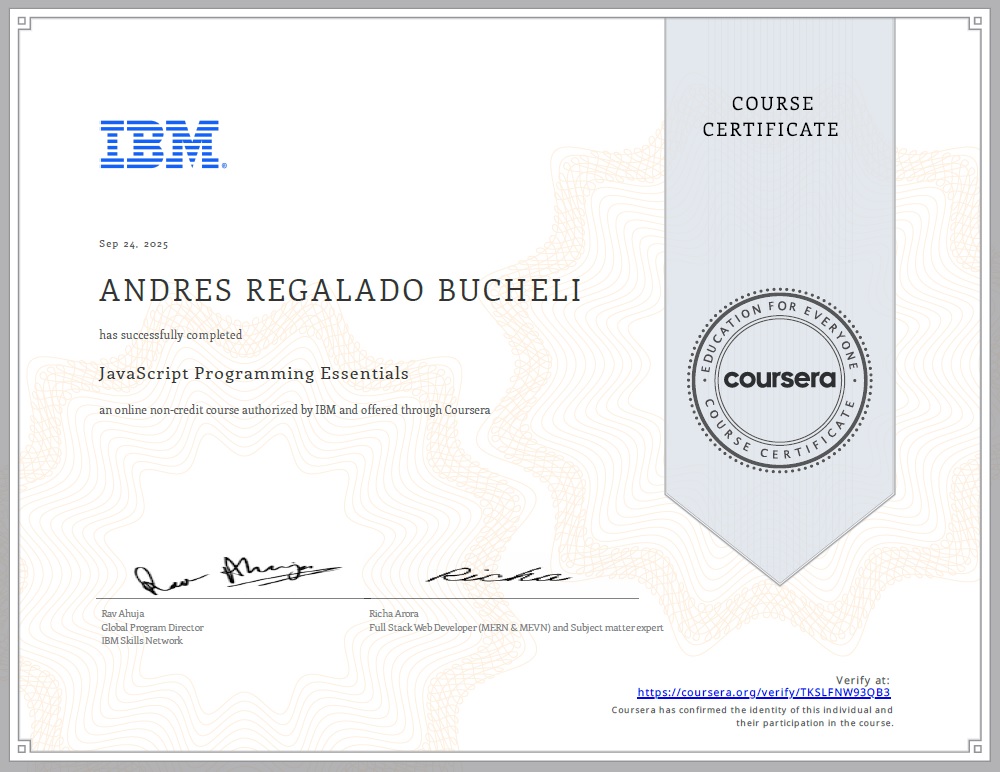 COURSE
CERTIFICATE
IBM®
Sep 24, 2025
ANDRES REGALADO BUCHELI
has successfully completed
JavaScript Programming Essentials
an online non-credit course authorized by IBM and offered through Coursera
EDUCATION FOR EVERYONE
coursera
COURSE CERTIFICATE
Rav Ahuja
Richa
Rav Ahuja
Global Program Director
IBM Skills Network
Richa Arora
Full Stack Web Developer (MERN & MEVN) and Subject matter expert
Verify at:
https://coursera.org/verify/TKSLFNW93QB3
Coursera has confirmed the identity of this individual and
their participation in the course.